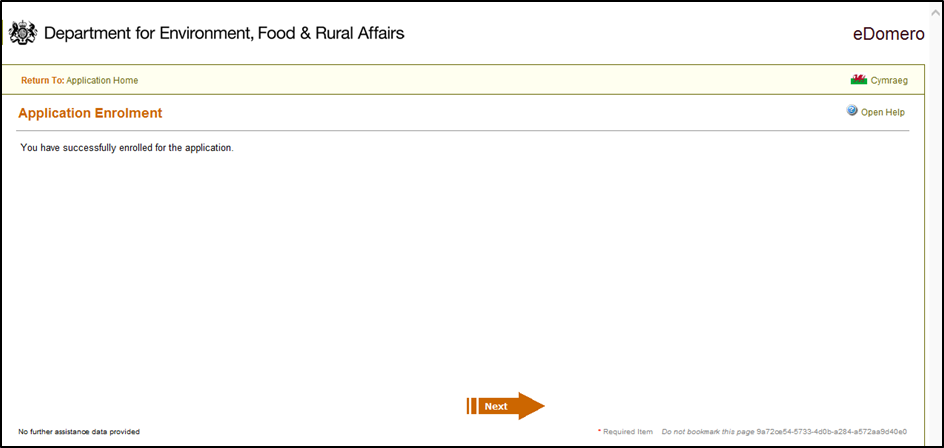 Department for Environment, Food & Rural Affairs
eDomero
Return To: Application Home
Cymraeg
Application Enrolment
Open Help
You have successfully enrolled for the application.
Next
No further assistance data provided
* Required Item Do not bookmark this page 9a72ce54-5733-4d0b-a284-a572aa9d40e0